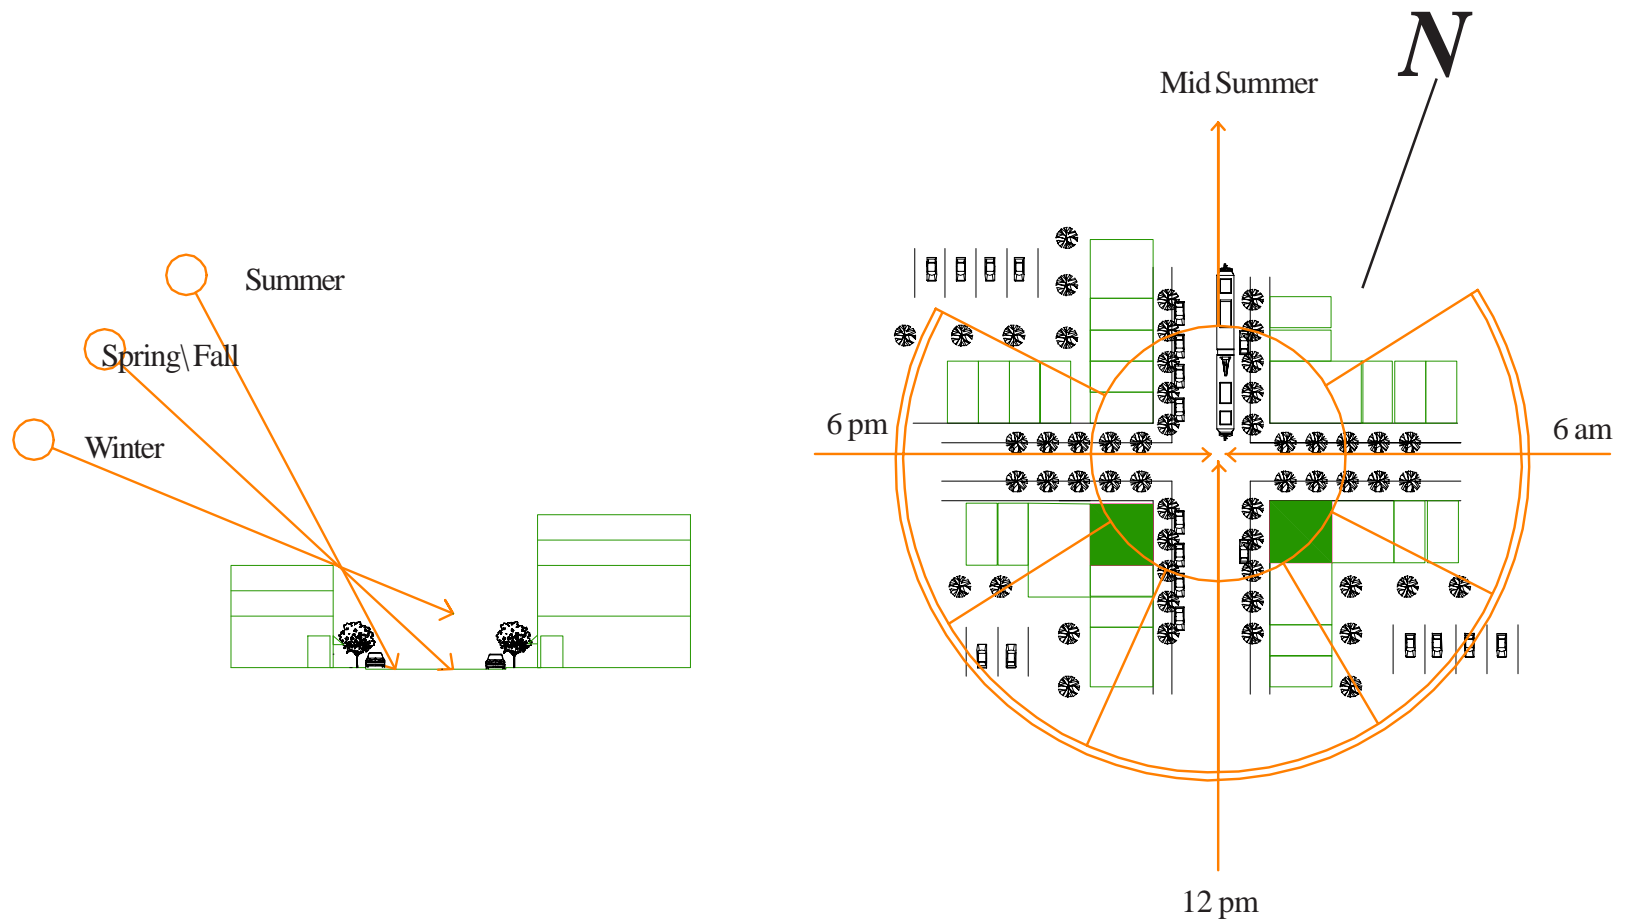 N
Mid Summer
Summer
Spring\ Fall
Winter
6 pm
6 am
12 pm